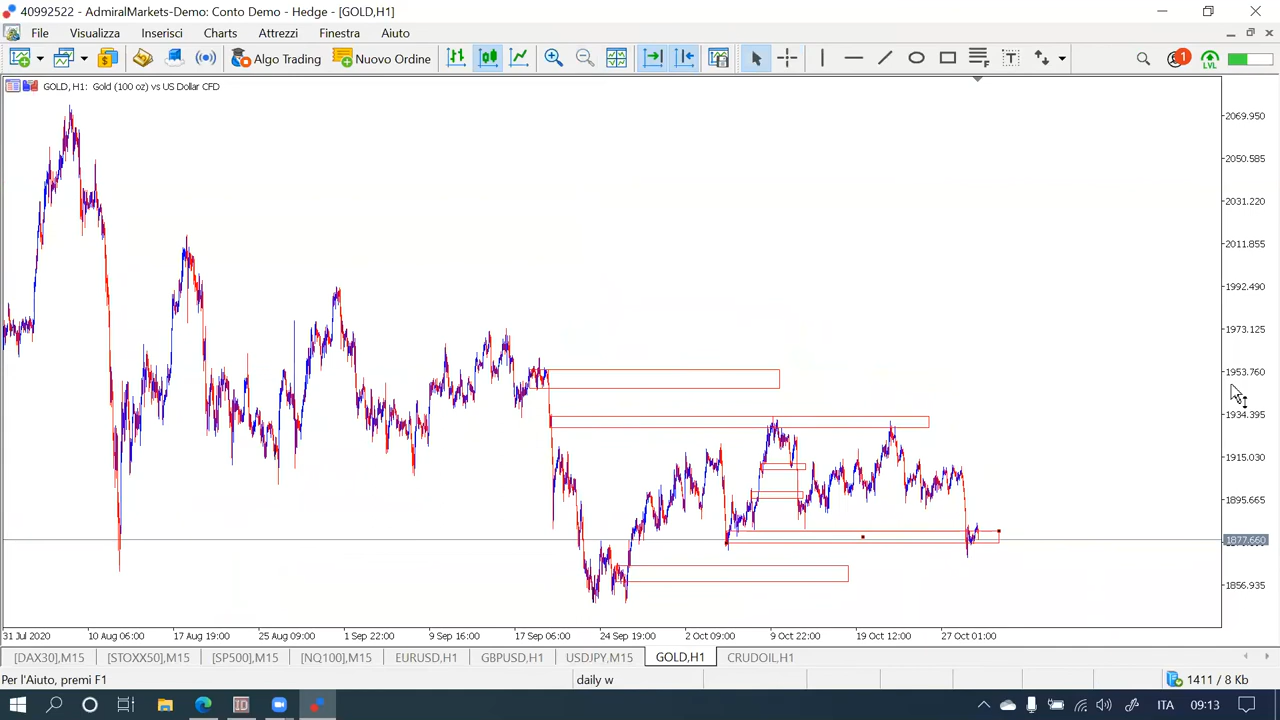 40992522 - AdmiralMarkets-Demo: Conto Demo - Hedge - [GOLD,H1]
File Visualizza Inserisci Charts Attrezzi Finestra Aiuto
Algo Trading Nuovo Ordine T 1 LVL
GOLD, H1: Gold (100 oz) vs US Dollar CFD
2069.950
2050.585
2031.220
2011.855
1992.490
1973.125
1953.760
1934.395
1915.030
1895.665
1877.660
1856.935
31 Jul 2020 10 Aug 06:00 17 Aug 19:00 25 Aug 09:00 1 Sep 22:00 9 Sep 16:00 17 Sep 06:00 24 Sep 19:00 2 Oct 09:00 9 Oct 22:00 19 Oct 12:00 27 Oct 01:00
[DAX30],M15 [STOXX50],M15 [SP500],M15 [NQ100],M15 EURUSD,H1 GBPUSD,H1 USDJPY,M15 GOLD,H1 CRUDOIL,H1
Per l'Aiuto, premi F1 daily w 1411 / 8 Kb
ITA 09:13